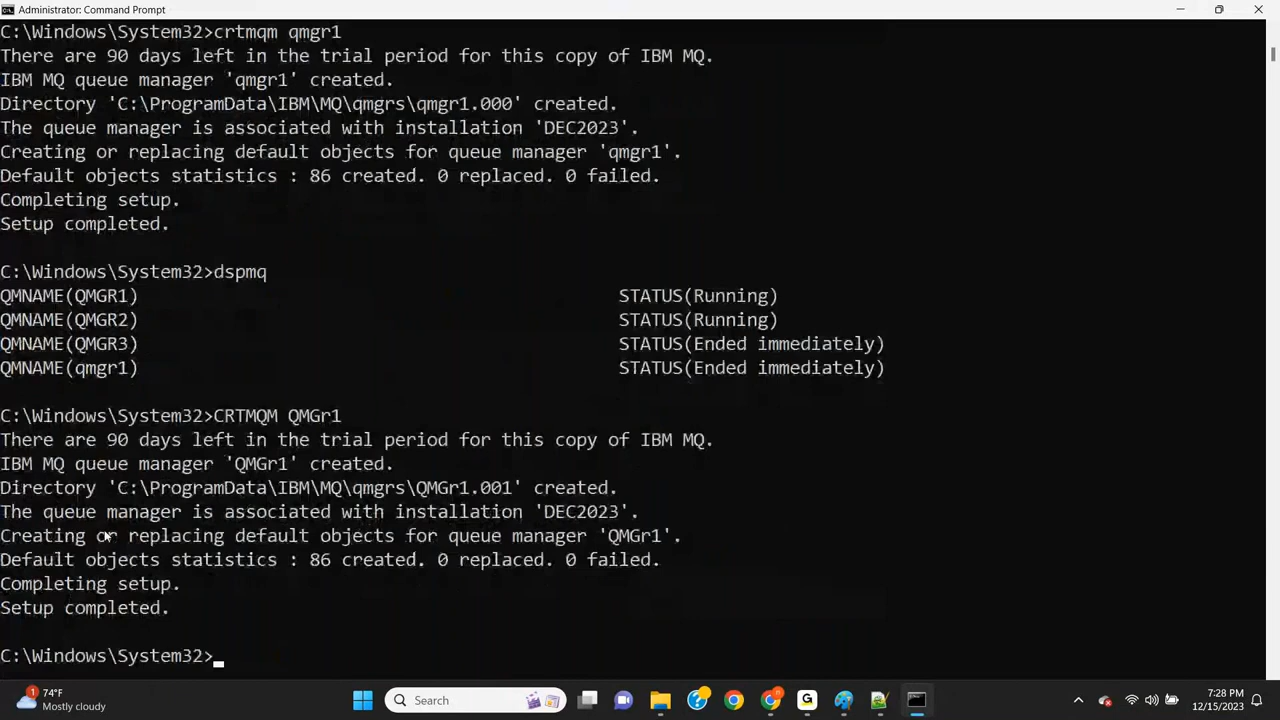 Administrator: Command Prompt
C:\Windows\System32>crtmqm qmgr1
There are 90 days left in the trial period for this copy of IBM MQ.
IBM MQ queue manager 'qmgr1' created.
Directory 'C:\ProgramData\IBM\MQ\qmgrs\qmgr1.000' created.
The queue manager is associated with installation 'DEC2023'.
Creating or replacing default objects for queue manager 'qmgr1'.
Default objects statistics : 86 created. 0 replaced. 0 failed.
Completing setup.
Setup completed.
C:\Windows\System32>dspmq
QMNAME(QMGR1) STATUS(Running)
QMNAME(QMGR2) STATUS(Running)
QMNAME(QMGR3) STATUS(Ended immediately)
QMNAME(qmgr1) STATUS(Ended immediately)
C:\Windows\System32>CRTMQM QMGr1
There are 90 days left in the trial period for this copy of IBM MQ.
IBM MQ queue manager 'QMGr1' created.
Directory 'C:\ProgramData\IBM\MQ\qmgrs\QMGr1.001' created.
The queue manager is associated with installation 'DEC2023'.
Creating or replacing default objects for queue manager 'QMGr1'.
Default objects statistics : 86 created. 0 replaced. 0 failed.
Completing setup.
Setup completed.
C:\Windows\System32>
1
74°F
Mostly cloudy
Search
G
7:28 PM
12/15/2023